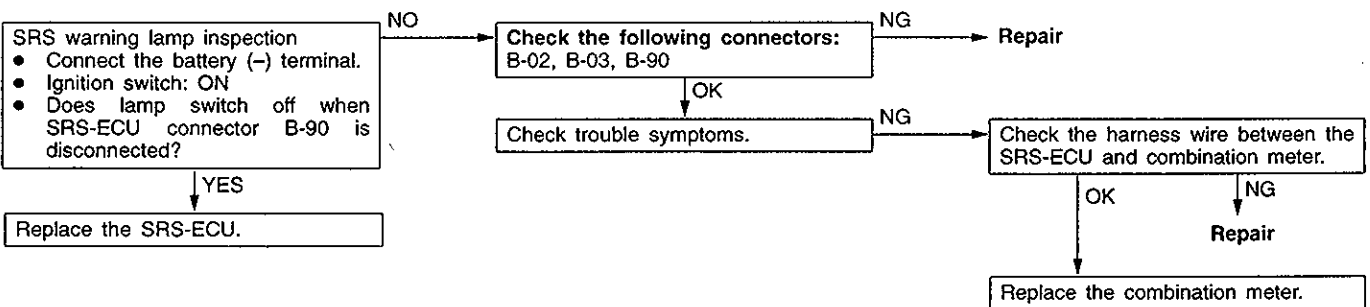 SRS warning lamp inspection
● Connect the battery (–) terminal.
● Ignition switch: ON
● Does lamp switch off when
SRS-ECU connector B-90 is
disconnected?
YES
Replace the SRS-ECU.
NO
Check the following connectors:
B-02, B-03, B-90
NG
Repair
OK
Check trouble symptoms.
NG
Check the harness wire between the
SRS-ECU and combination meter.
OK
NG
Repair
Replace the combination meter.